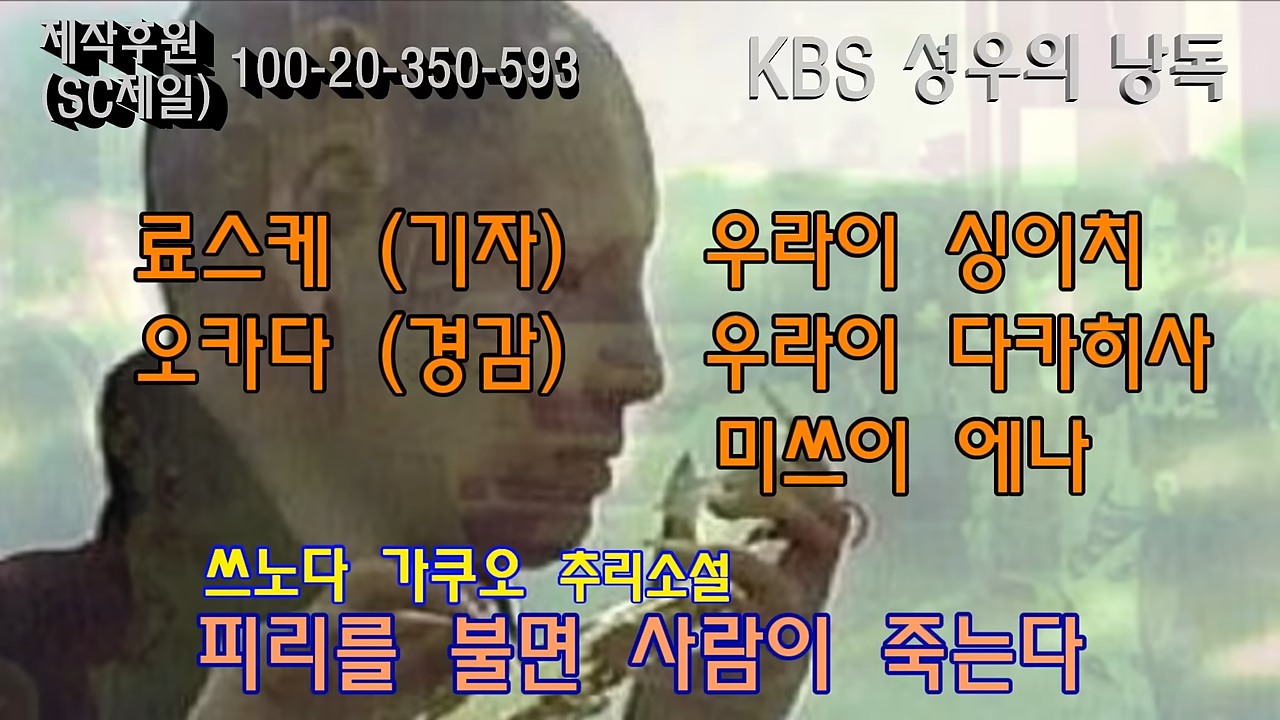 제작후원
(SC제일)
100-20-350-593
KBS 성우의 낭독
료스케 (기자)
우라이 싱이치
오카다 (경감)
우라이 다카히사
미쓰이 에나
쓰노다 가쿠오 추리소설
피리를 불면 사람이 죽는다